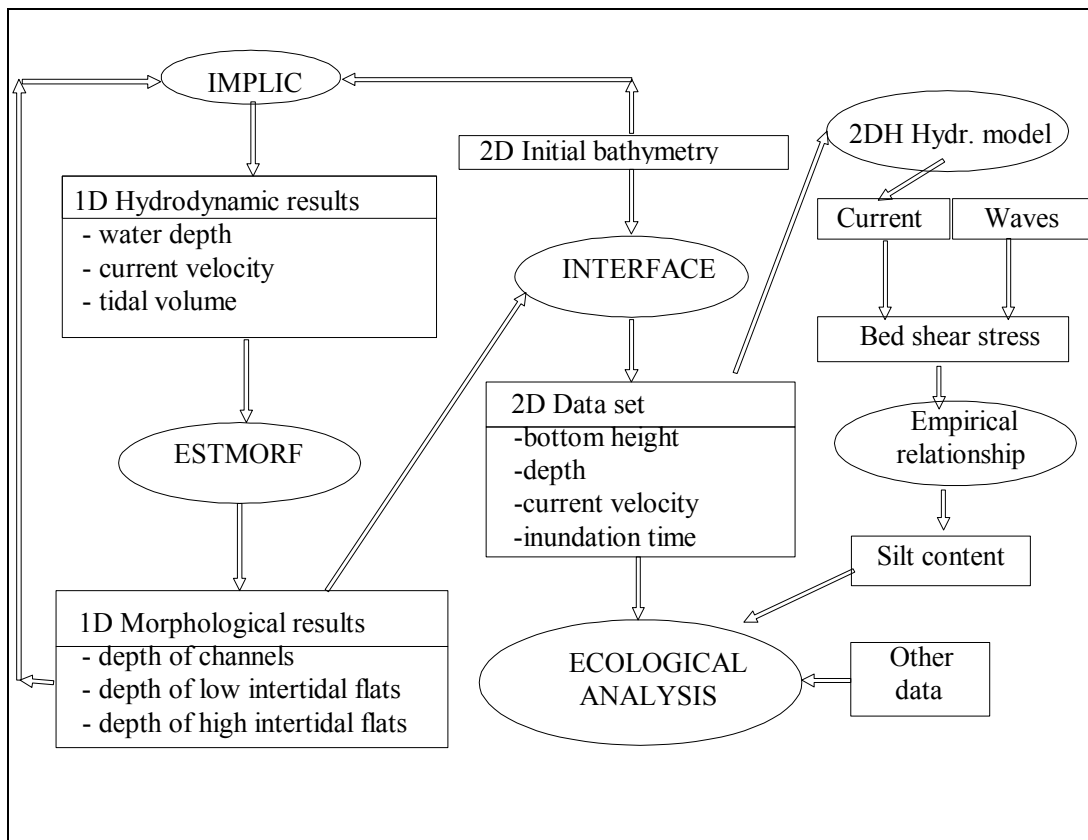 IMPLIC
2D Initial bathymetry
2DH Hydr. model
1D Hydrodynamic results
- water depth
- current velocity
- tidal volume
Current
Waves
INTERFACE
Bed shear stress
2D Data set
-bottom height
-depth
-current velocity
-inundation time
Empirical
relationship
ESTMORF
Silt content
1D Morphological results
- depth of channels
- depth of low intertidal flats
- depth of high intertidal flats
ECOLOGICAL
ANALYSIS
Other
data